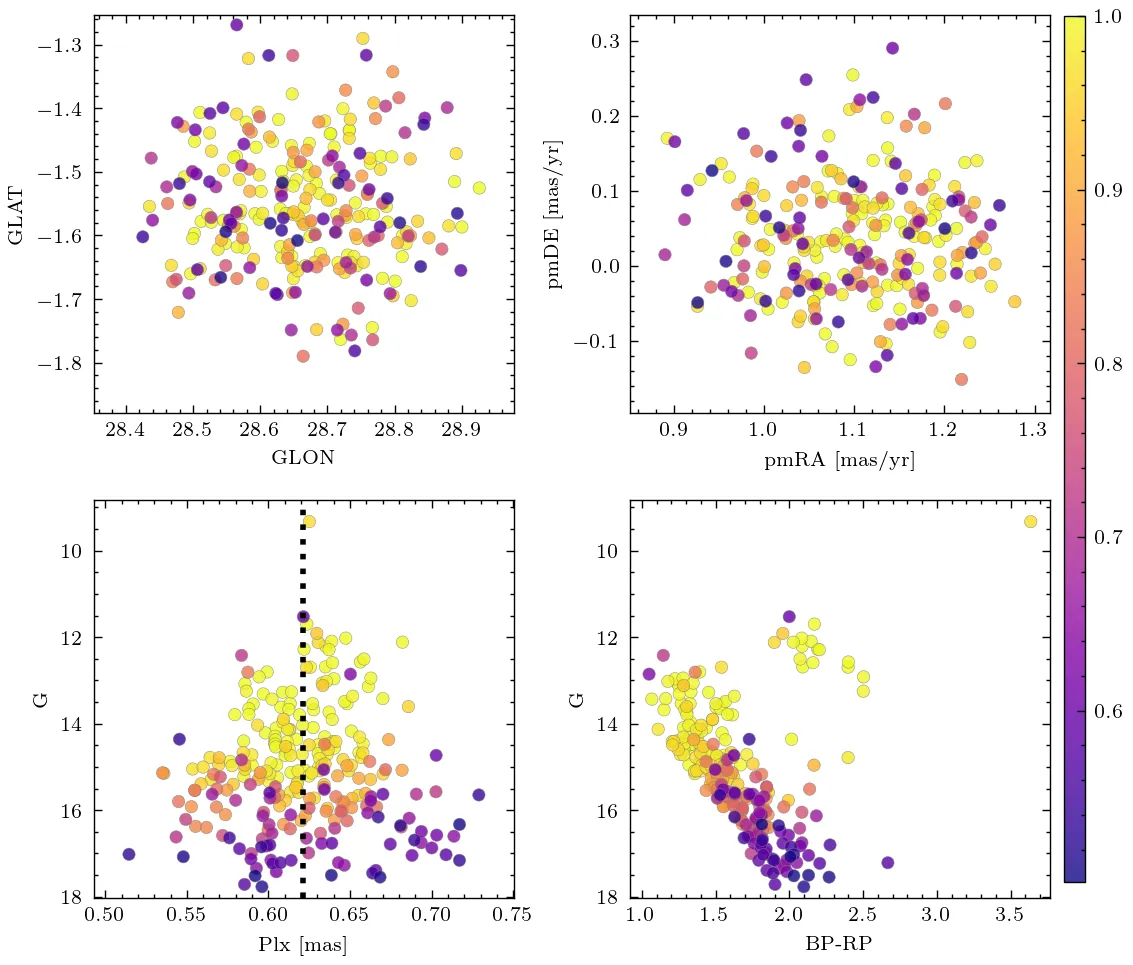 −1.3
−1.4
−1.5
−1.6
−1.7
−1.8
GLAT
28.4 28.5 28.6 28.7 28.8 28.9
GLON
0.3
0.2
0.1
0.0
−0.1
pmDE [mas/yr]
0.9 1.0 1.1 1.2 1.3
pmRA [mas/yr]
1.0
0.9
0.8
0.7
0.6
10
12
14
16
18
G
0.50 0.55 0.60 0.65 0.70 0.75
Plx [mas]
10
12
14
16
18
G
1.0 1.5 2.0 2.5 3.0 3.5
BP-RP